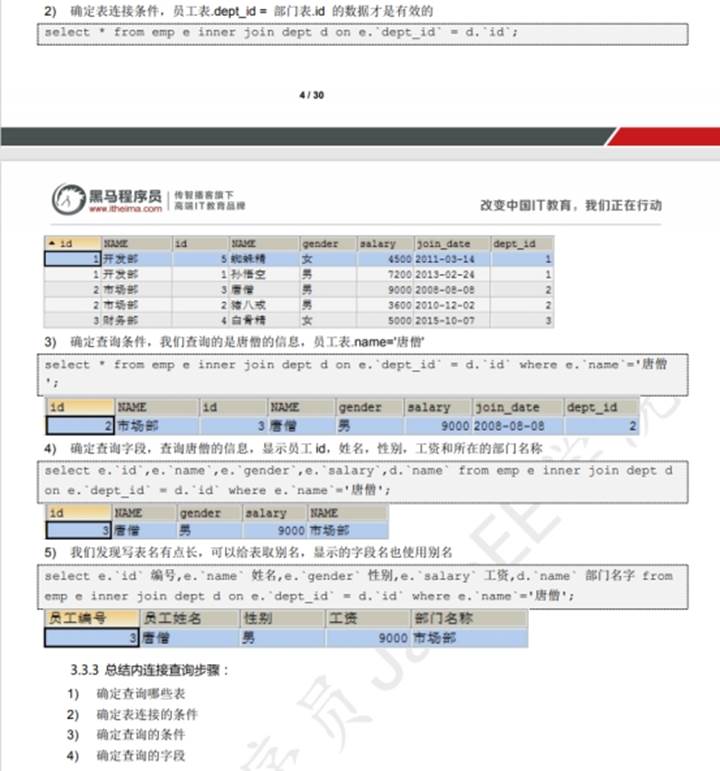 2) 确定表连接条件，员工表.dept_id = 部门表.id 的数据才是有效的
select * from emp e inner join dept d on e.`dept_id` = d.`id`;
4 / 30
黑马程序员 传智播客旗下
www.itheima.com 高端IT教育品牌
改变中国IT教育，我们正在行动
id NAME id NAME gender salary join_date dept_id
1 开发部 5 蜘蛛精 女 4500 2011-03-14 1
1 开发部 1 孙悟空 男 7200 2013-02-24 1
2 市场部 3 唐僧 男 9000 2008-08-08 2
2 市场部 2 猪八戒 男 3600 2010-12-02 2
3 财务部 4 白骨精 女 5000 2015-10-07 3
3) 确定查询条件，我们查询的是唐僧的信息，员工表.name='唐僧'
select * from emp e inner join dept d on e.`dept_id` = d.`id` where e.`name`='唐僧
';
id NAME id NAME gender salary join_date dept_id
2 市场部 3 唐僧 男 9000 2008-08-08 2
4) 确定查询字段，查询唐僧的信息，显示员工 id，姓名，性别，工资和所在的部门名称
select e.`id`,e.`name`,e.`gender`,e.`salary`,d.`name` from emp e inner join dept d
on e.`dept_id` = d.`id` where e.`name`='唐僧';
id NAME gender salary NAME
3 唐僧 男 9000 市场部
5) 我们发现写表名有点长，可以给表取别名，显示的字段名也使用别名
select e.`id` 编号,e.`name` 姓名,e.`gender` 性别,e.`salary` 工资,d.`name` 部门名字 from
emp e inner join dept d on e.`dept_id` = d.`id` where e.`name`='唐僧';
员工编号 员工姓名 性别 工资 部门名称
3 唐僧 男 9000 市场部
3.3.3 总结内连接查询步骤：
1) 确定查询哪些表
2) 确定表连接的条件
3) 确定查询的条件
4) 确定查询的字段